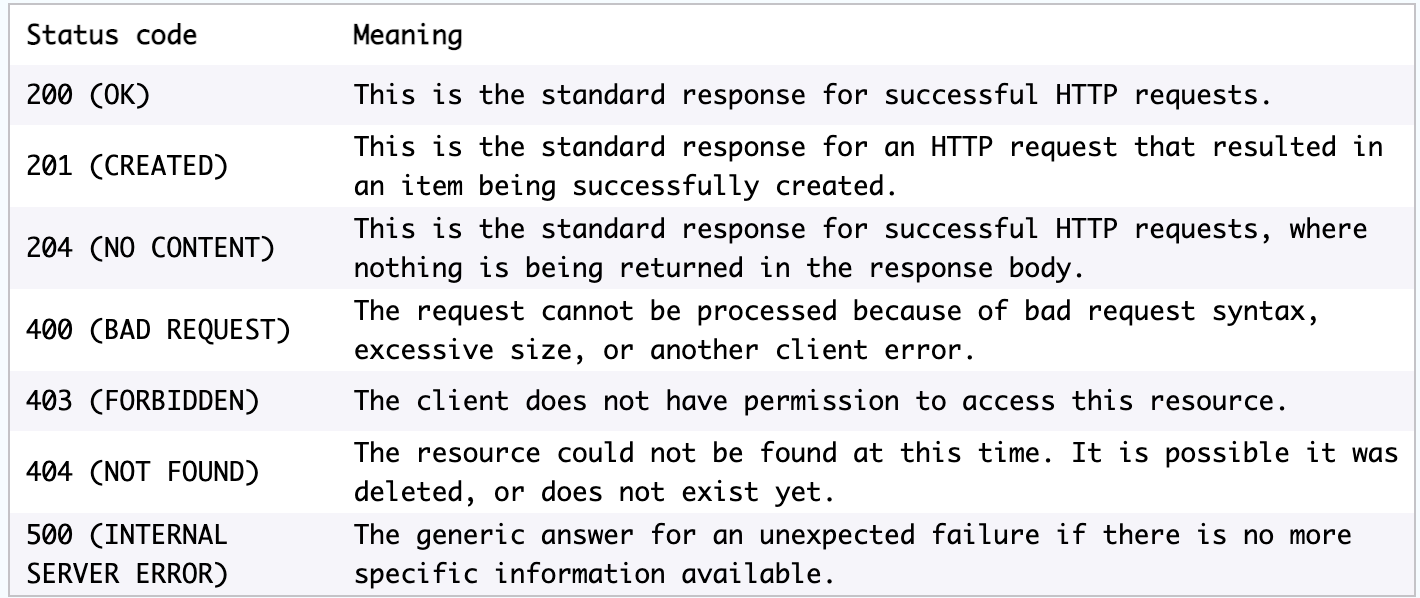 Status code Meaning
200 (OK) This is the standard response for successful HTTP requests.
201 (CREATED) This is the standard response for an HTTP request that resulted in
an item being successfully created.
204 (NO CONTENT) This is the standard response for successful HTTP requests, where
nothing is being returned in the response body.
400 (BAD REQUEST) The request cannot be processed because of bad request syntax,
excessive size, or another client error.
403 (FORBIDDEN) The client does not have permission to access this resource.
404 (NOT FOUND) The resource could not be found at this time. It is possible it was
deleted, or does not exist yet.
500 (INTERNAL The generic answer for an unexpected failure if there is no more
SERVER ERROR) specific information available.